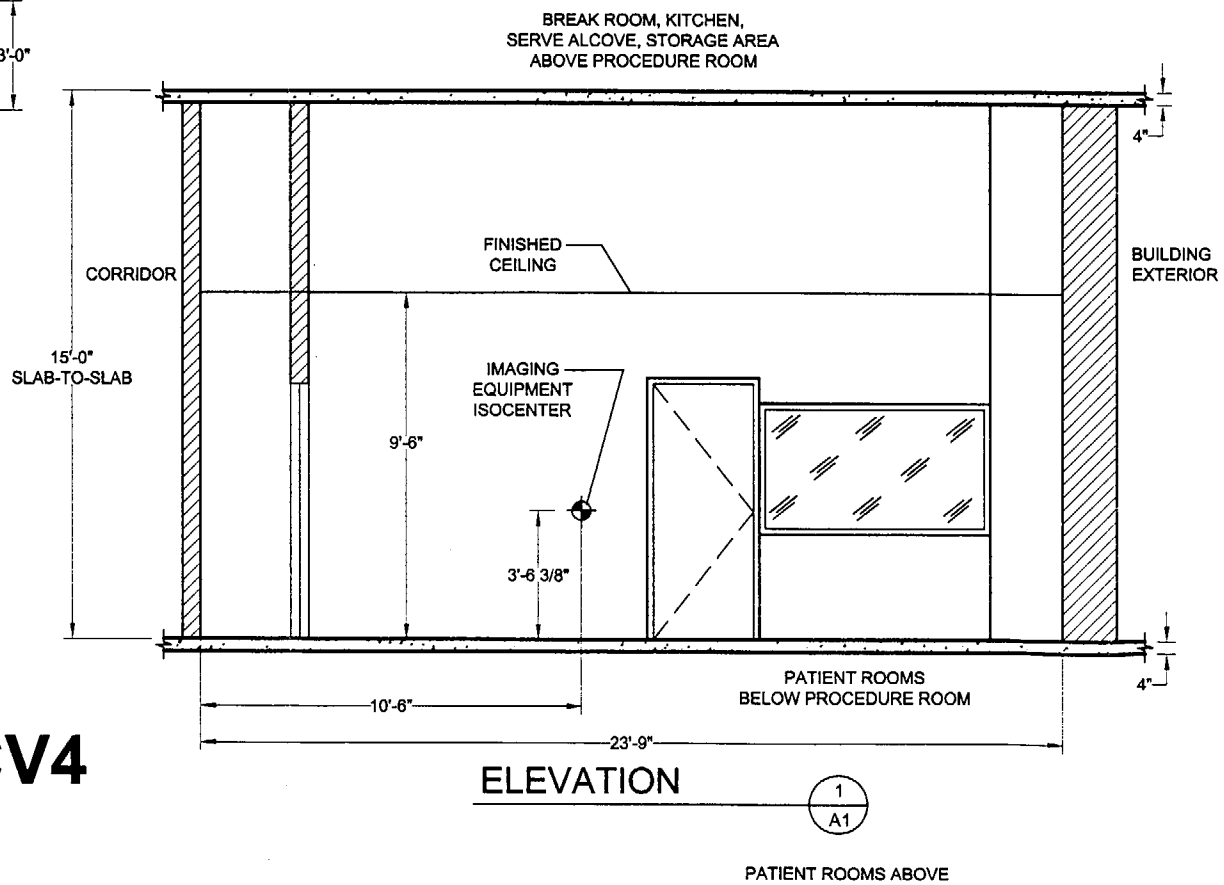 BREAK ROOM, KITCHEN,
SERVE ALCOVE, STORAGE AREA
ABOVE PROCEDURE ROOM
4"
FINISHED
CEILING
CORRIDOR
BUILDING
EXTERIOR
15'-0"
SLAB-TO-SLAB
IMAGING
EQUIPMENT
ISOCENTER
9'-6"
3'-6 3/8"
PATIENT ROOMS
BELOW PROCEDURE ROOM
4"
10'-6"
23'-9"
V4
ELEVATION
1
A1
PATIENT ROOMS ABOVE